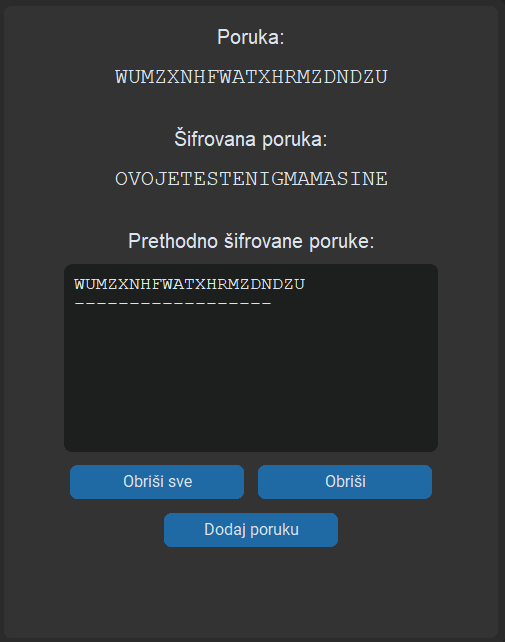 Poruka:
WUMZXNHFWATXHRMZDNDZU
Šifrovana poruka:
OVOJETESTENIGMAMASINE
Prethodno šifrovane poruke:
WUMZXNHFWATXHRMZDNDZU
------------------
Obriši sve
Obriši
Dodaj poruku